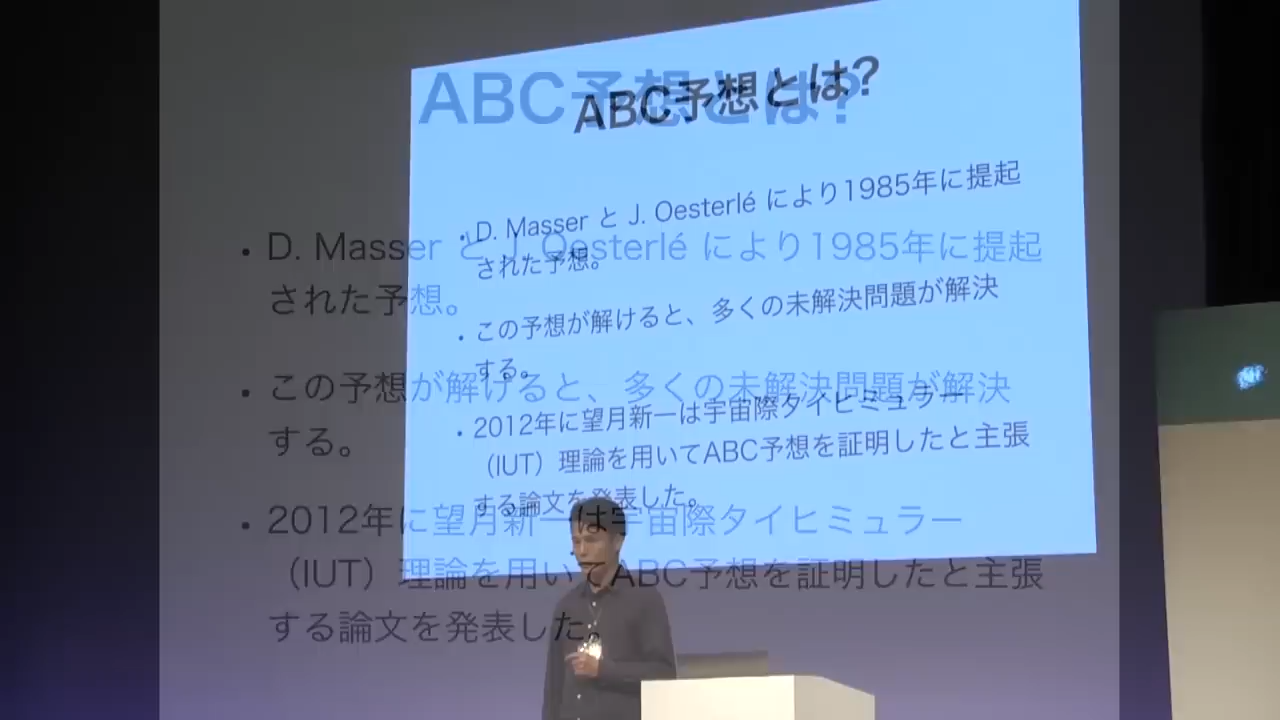 ABC予想とは?
・D. Masser と J. Oesterlé により1985年に提起
された予想。
・この予想が解けると、多くの未解決問題が解決
する。
・2012年に望月新一は宇宙際タイヒミュラー
（IUT）理論を用いてABC予想を証明したと主張
する論文を発表した。
ABC予想とは?
・D. Masser と J. Oesterlé により1985年に提起
された予想。
・この予想が解けると、多くの未解決問題が解決
する。
・2012年に望月新一は宇宙際タイヒミュラー
（IUT）理論を用いてABC予想を証明したと主張
する論文を発表した。